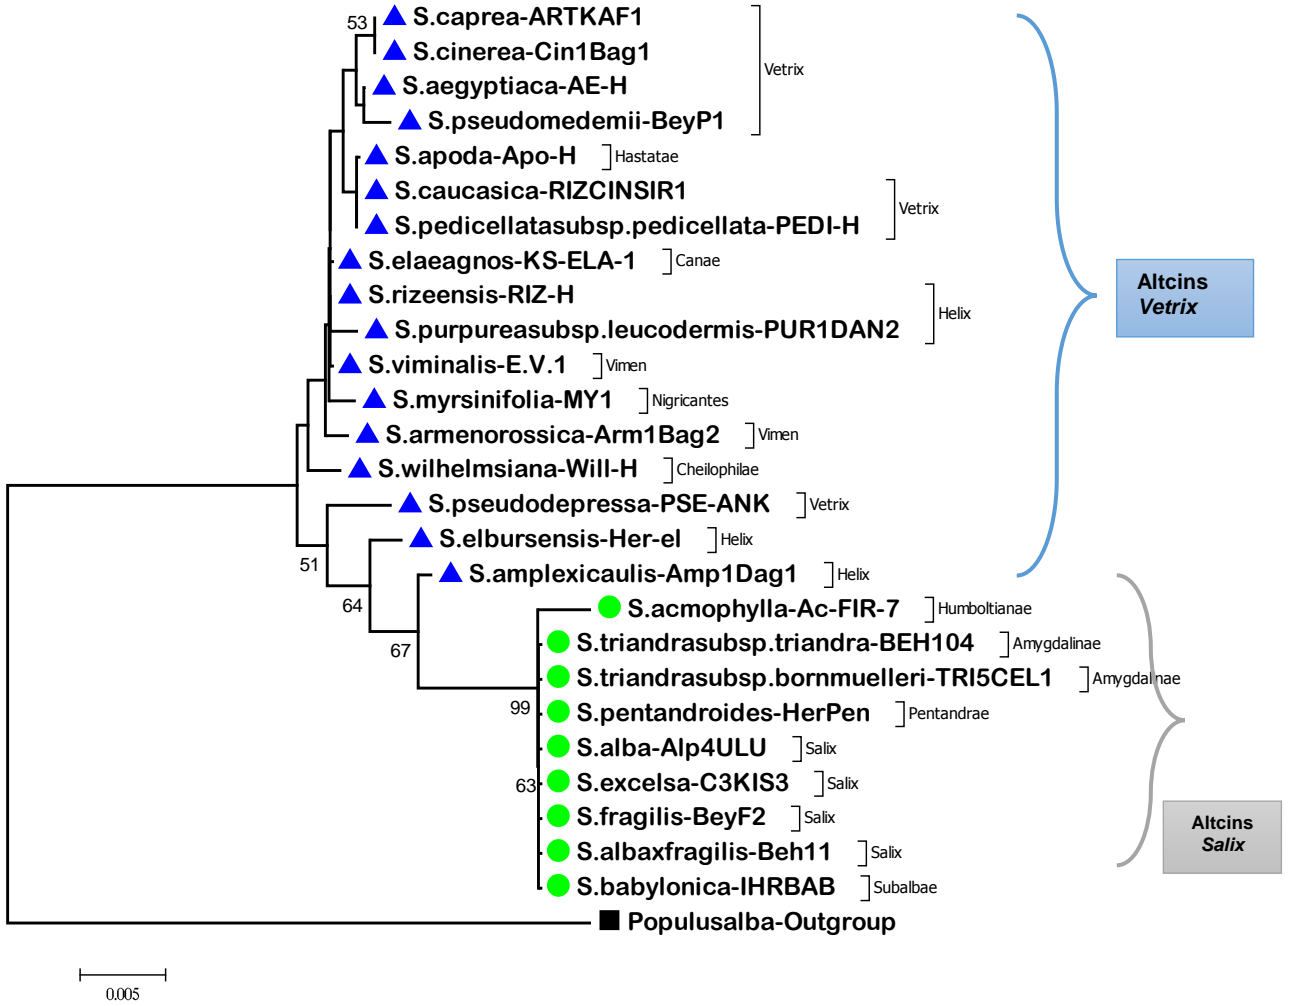 53
S.caprea-ARTKAF1
S.cinerea-Cin1Bag1
S.aegyptiaca-AE-H
S.pseudomedemii-BeyP1
Vetrix
S.apoda-Apo-H
Hastatae
S.caucasica-RIZCINSIR1
S.pedicellatasubsp.pedicellata-PEDI-H
Vetrix
S.elaeagnos-KS-ELA-1
Canae
S.rizeensis-RIZ-H
S.purpureasubsp.leucodermis-PUR1DAN2
Helix
S.viminalis-E.V.1
Vimen
S.myrsinifolia-MY1
Nigricantes
S.armenorossica-Arm1Bag2
Vimen
S.wilhelmsiana-Will-H
Cheilophilae
S.pseudodepressa-PSE-ANK
Vetrix
51
S.elbursensis-Her-el
Helix
64
S.amplexicaulis-Amp1Dag1
Helix
67
S.acmophylla-Ac-FIR-7
Humboltianae
S.triandrasubsp.triandra-BEH104
Amygdalinae
S.triandrasubsp.bornmuelleri-TRI5CEL1
Amygdalinae
99
S.pentandroides-HerPen
Pentandrae
S.alba-Alp4ULU
Salix
63
S.excelsa-C3KIS3
Salix
S.fragilis-BeyF2
Salix
S.albaxfragilis-Beh11
Salix
S.babylonica-IHRBAB
Subalbae
Populusalba-Outgroup
0.005
Altcins
Vetrix
Altcins
Salix